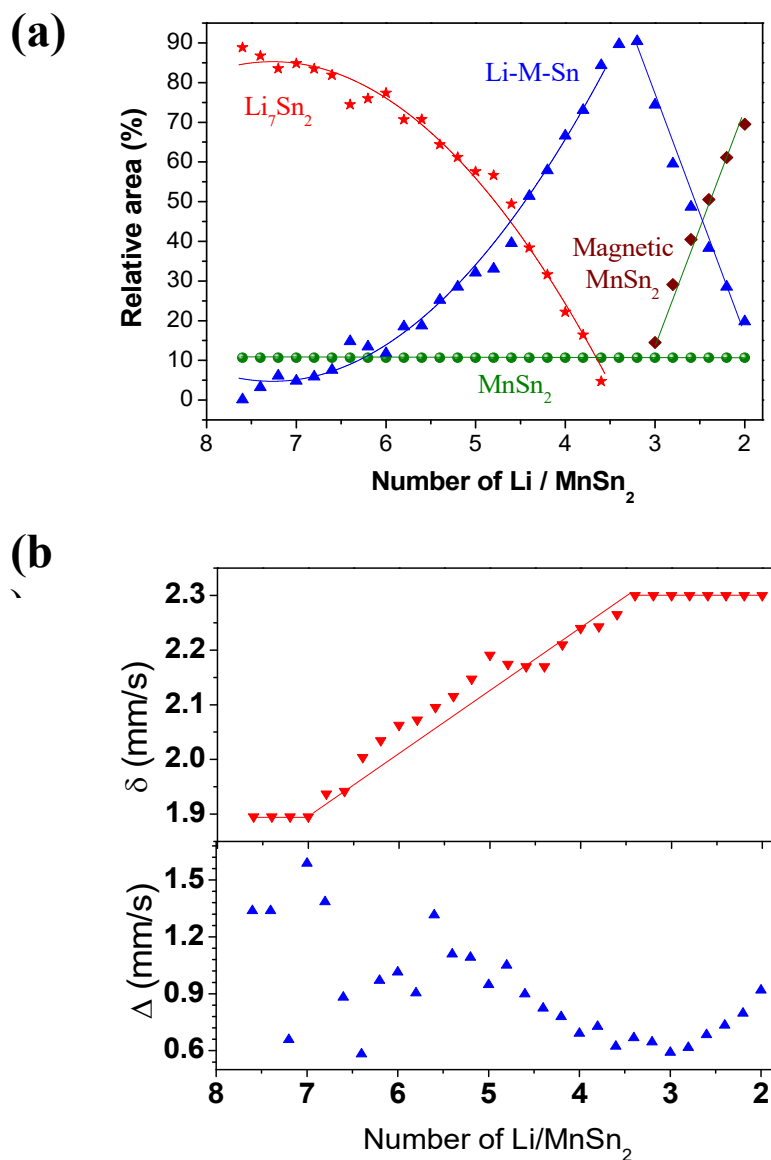 (a)
90
80
70
60
50
40
30
20
10
0
Relative area (%)
Li₇Sn₂
Li-M-Sn
Magnetic
MnSn₂
MnSn₂
8 7 6 5 4 3 2
Number of Li / MnSn₂
(b
)
2.3
2.2
2.1
2.0
1.9
δ (mm/s)
1.5
1.2
0.9
0.6
Δ (mm/s)
8 7 6 5 4 3 2
Number of Li/MnSn₂